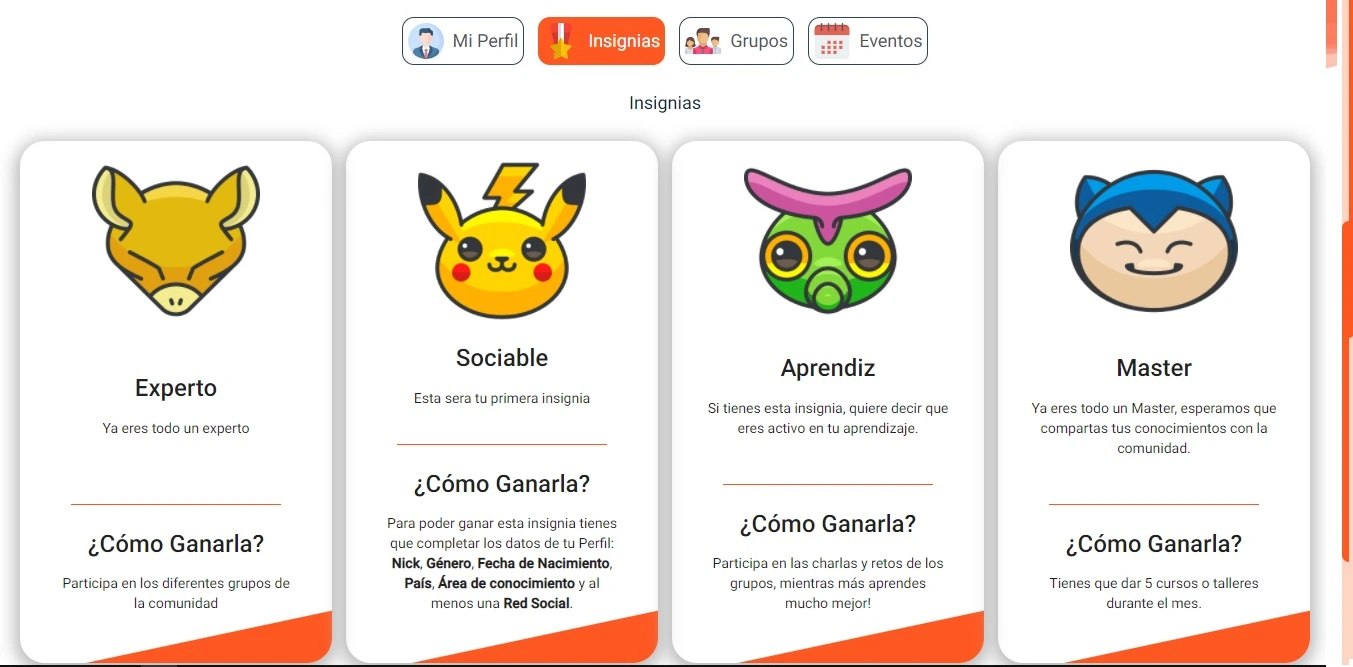 Mi Perfil
Insignias
Grupos
Eventos
Insignias
Experto
Ya eres todo un experto
¿Cómo Ganarla?
Participa en los diferentes grupos de
la comunidad
Sociable
Esta sera tu primera insignia
¿Cómo Ganarla?
Para poder ganar esta insignia tienes
que completar los datos de tu Perfil:
Nick, Género, Fecha de Nacimiento,
País, Área de conocimiento y al
menos una Red Social.
Aprendiz
Si tienes esta insignia, quiere decir que
eres activo en tu aprendizaje.
¿Cómo Ganarla?
Participa en las charlas y retos de los
grupos, mientras más aprendes
mucho mejor!
Master
Ya eres todo un Master, esperamos que
compartas tus conocimientos con la
comunidad.
¿Cómo Ganarla?
Tienes que dar 5 cursos o talleres
durante el mes.